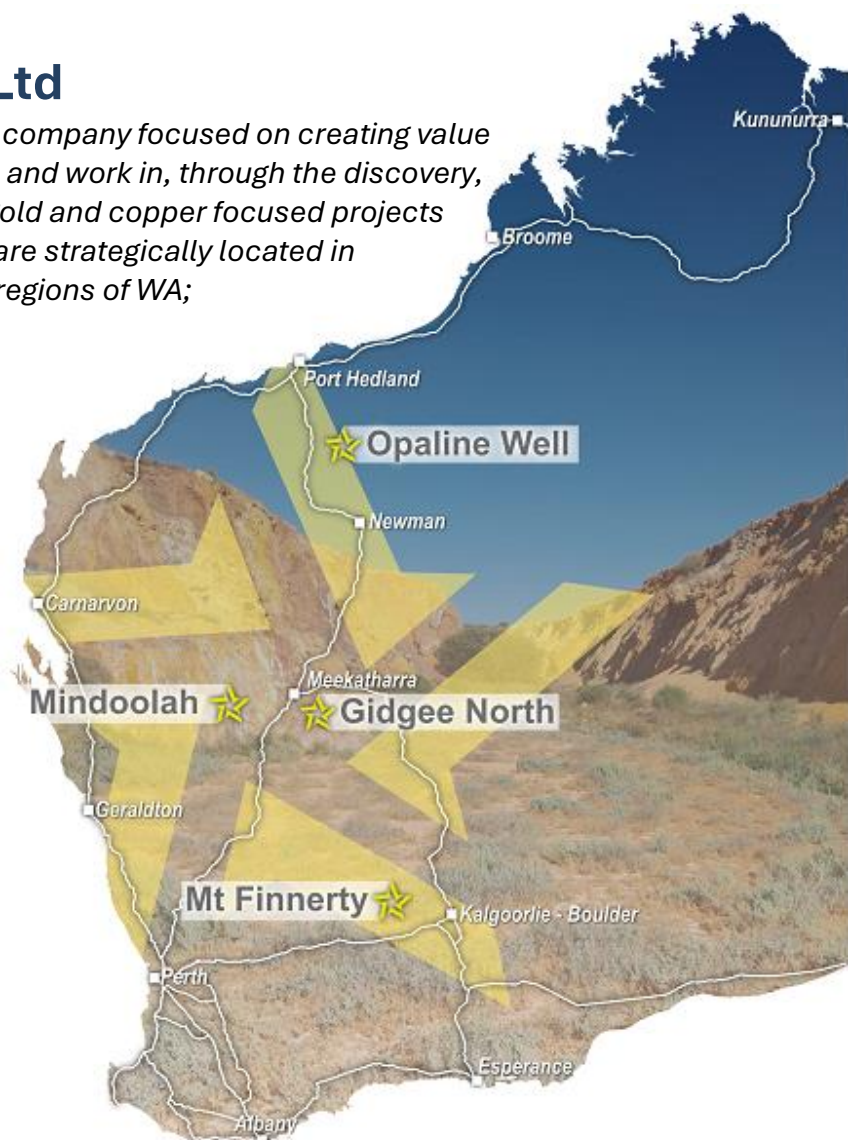 Ltd
company focused on creating value
and work in, through the discovery,
old and copper focused projects
are strategically located in
regions of WA;
Kununurra
Broome
Port Hedland
Opaline Well
Newman
Carnarvon
Meekatharra
Mindoolah
Gidgee North
Geraldton
Mt Finnerty
Kalgoorlie - Boulder
Perth
Esperance
Albany